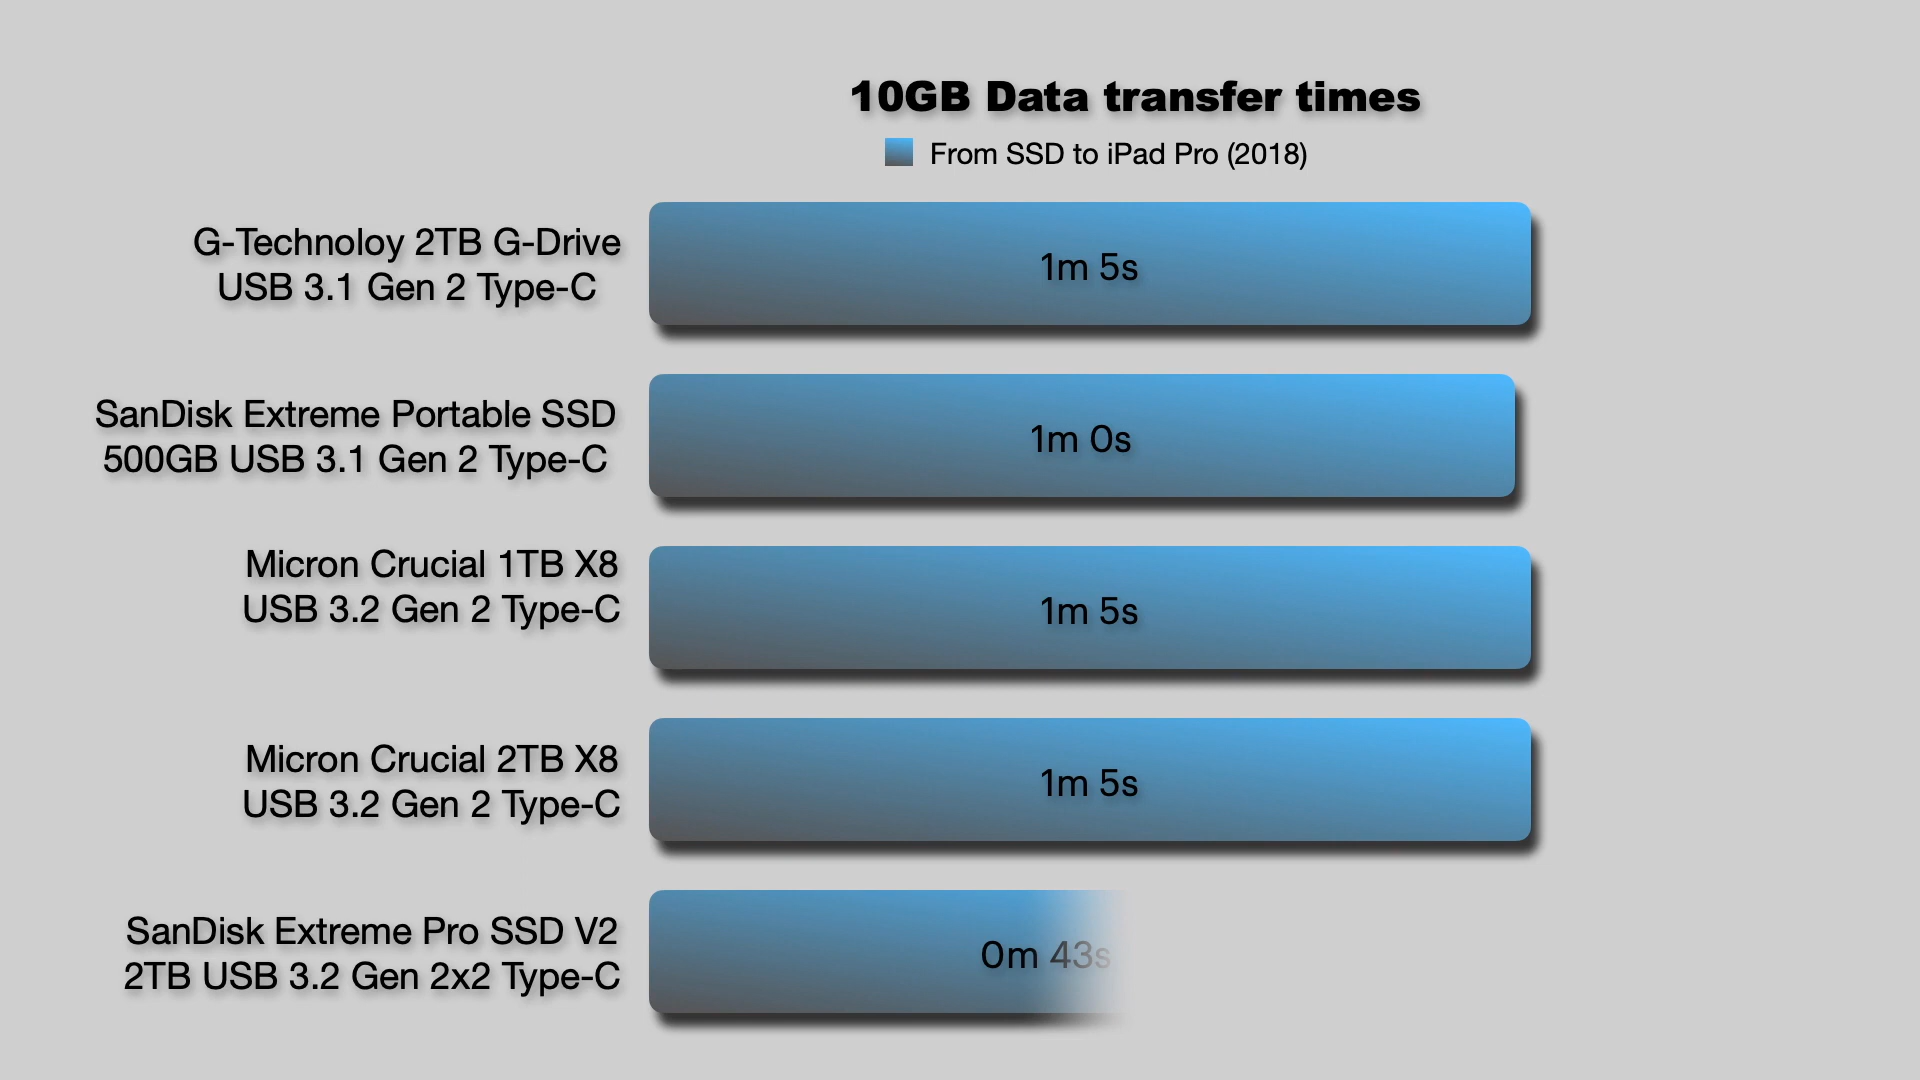 10GB Data transfer times
From SSD to iPad Pro (2018)
G-Technoloy 2TB G-Drive
USB 3.1 Gen 2 Type-C
1m 5s
SanDisk Extreme Portable SSD
500GB USB 3.1 Gen 2 Type-C
1m 0s
Micron Crucial 1TB X8
USB 3.2 Gen 2 Type-C
1m 5s
Micron Crucial 2TB X8
USB 3.2 Gen 2 Type-C
1m 5s
SanDisk Extreme Pro SSD V2
2TB USB 3.2 Gen 2x2 Type-C
0m 43s